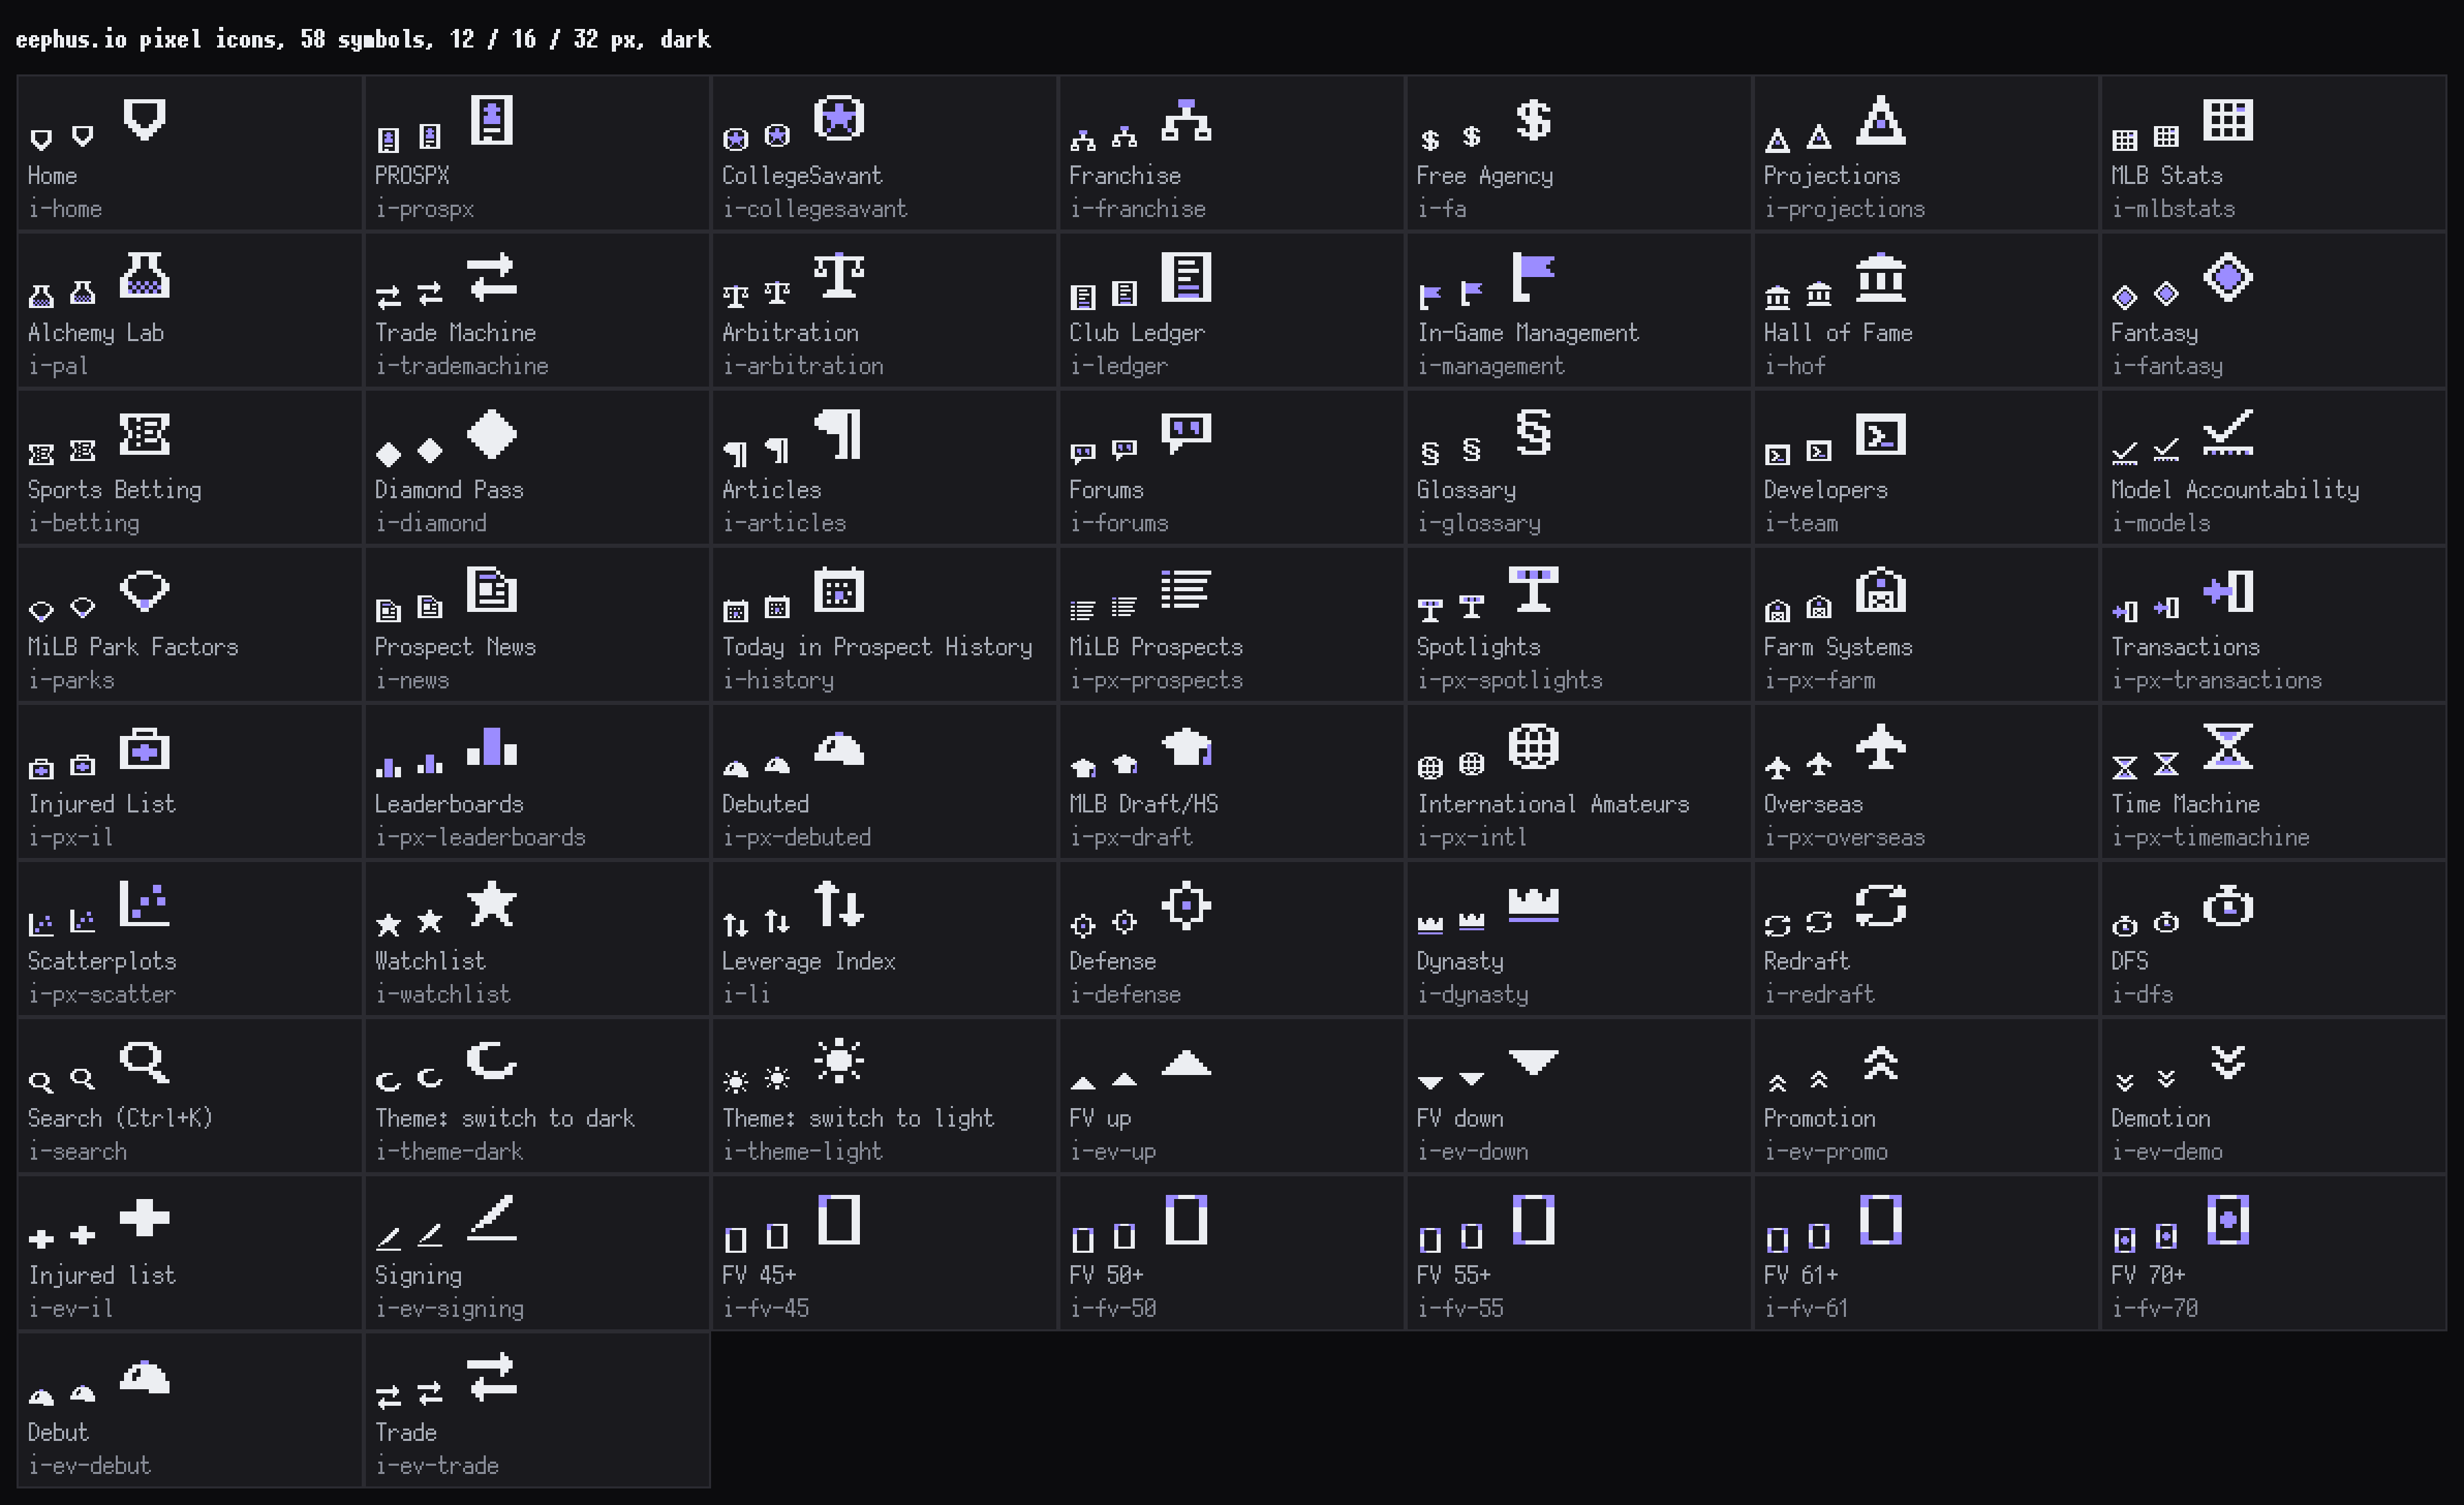 eephus.io pixel icons, 58 symbols, 12 / 16 / 32 px, dark
Home
i-home
PROSPX
i-prospx
CollegeSavant
i-collegesavant
Franchise
i-franchise
Free Agency
i-fa
Projections
i-projections
MLB Stats
i-mlbstats
Alchemy Lab
i-pal
Trade Machine
i-trademachine
Arbitration
i-arbitration
Club Ledger
i-ledger
In-Game Management
i-management
Hall of Fame
i-hof
Fantasy
i-fantasy
Sports Betting
i-betting
Diamond Pass
i-diamond
Articles
i-articles
Forums
i-forums
Glossary
i-glossary
Developers
i-team
Model Accountability
i-models
MiLB Park Factors
i-parks
Prospect News
i-news
Today in Prospect History
i-history
MiLB Prospects
i-px-prospects
Spotlights
i-px-spotlights
Farm Systems
i-px-farm
Transactions
i-px-transactions
Injured List
i-px-il
Leaderboards
i-px-leaderboards
Debuted
i-px-debuted
MLB Draft/HS
i-px-draft
International Amateurs
i-px-intl
Overseas
i-px-overseas
Time Machine
i-px-timemachine
Scatterplots
i-px-scatter
Watchlist
i-watchlist
Leverage Index
i-li
Defense
i-defense
Dynasty
i-dynasty
Redraft
i-redraft
DFS
i-dfs
Search (Ctrl+K)
i-search
Theme: switch to dark
i-theme-dark
Theme: switch to light
i-theme-light
FV up
i-ev-up
FV down
i-ev-down
Promotion
i-ev-promo
Demotion
i-ev-demo
Injured list
i-ev-il
Signing
i-ev-signing
FV 45+
i-fv-45
FV 50+
i-fv-50
FV 55+
i-fv-55
FV 61+
i-fv-61
FV 70+
i-fv-70
Debut
i-ev-debut
Trade
i-ev-trade